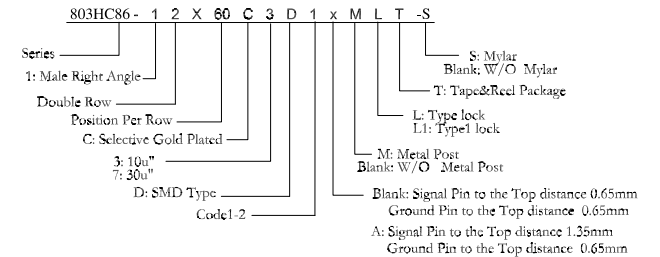 803HC86 - 1 2 X 60 C 3 D 1 x M L T -S
Series
1: Male Right Angle
Double Row
Position Per Row
C: Selective Gold Plated
3: 10u"
7: 30u"
D: SMD Type
Code1-2
S: Mylar
Blank: W/O Mylar
T: Tape&Reel Package
L: Type lock
L1: Type1 lock
M: Metal Post
Blank: W/O Metal Post
Blank: Signal Pin to the Top distance 0.65mm
Ground Pin to the Top distance 0.65mm
A: Signal Pin to the Top distance 1.35mm
Ground Pin to the Top distance 0.65mm